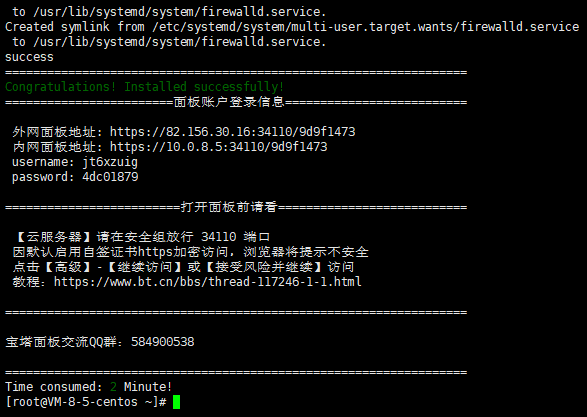 to /usr/lib/systemd/system/firewalld.service.
Created symlink from /etc/systemd/system/multi-user.target.wants/firewalld.service
to /usr/lib/systemd/system/firewalld.service.
success
==================================================================
Congratulations! Installed successfully!
========================面板账户登录信息==========================

外网面板地址: https://82.156.30.16:34110/9d9f1473
内网面板地址: https://10.0.8.5:34110/9d9f1473
username: jt6xzuig
password: 4dc01879

=========================打开面板前请看===========================

【云服务器】请在安全组放行 34110 端口
因默认启用自签证书https加密访问，浏览器将提示不安全
点击【高级】-【继续访问】或【接受风险并继续】访问
教程：https://www.bt.cn/bbs/thread-117246-1-1.html

==================================================================

宝塔面板交流QQ群：584900538

==================================================================
Time consumed: 2 Minute!
[root@VM-8-5-centos ~]#